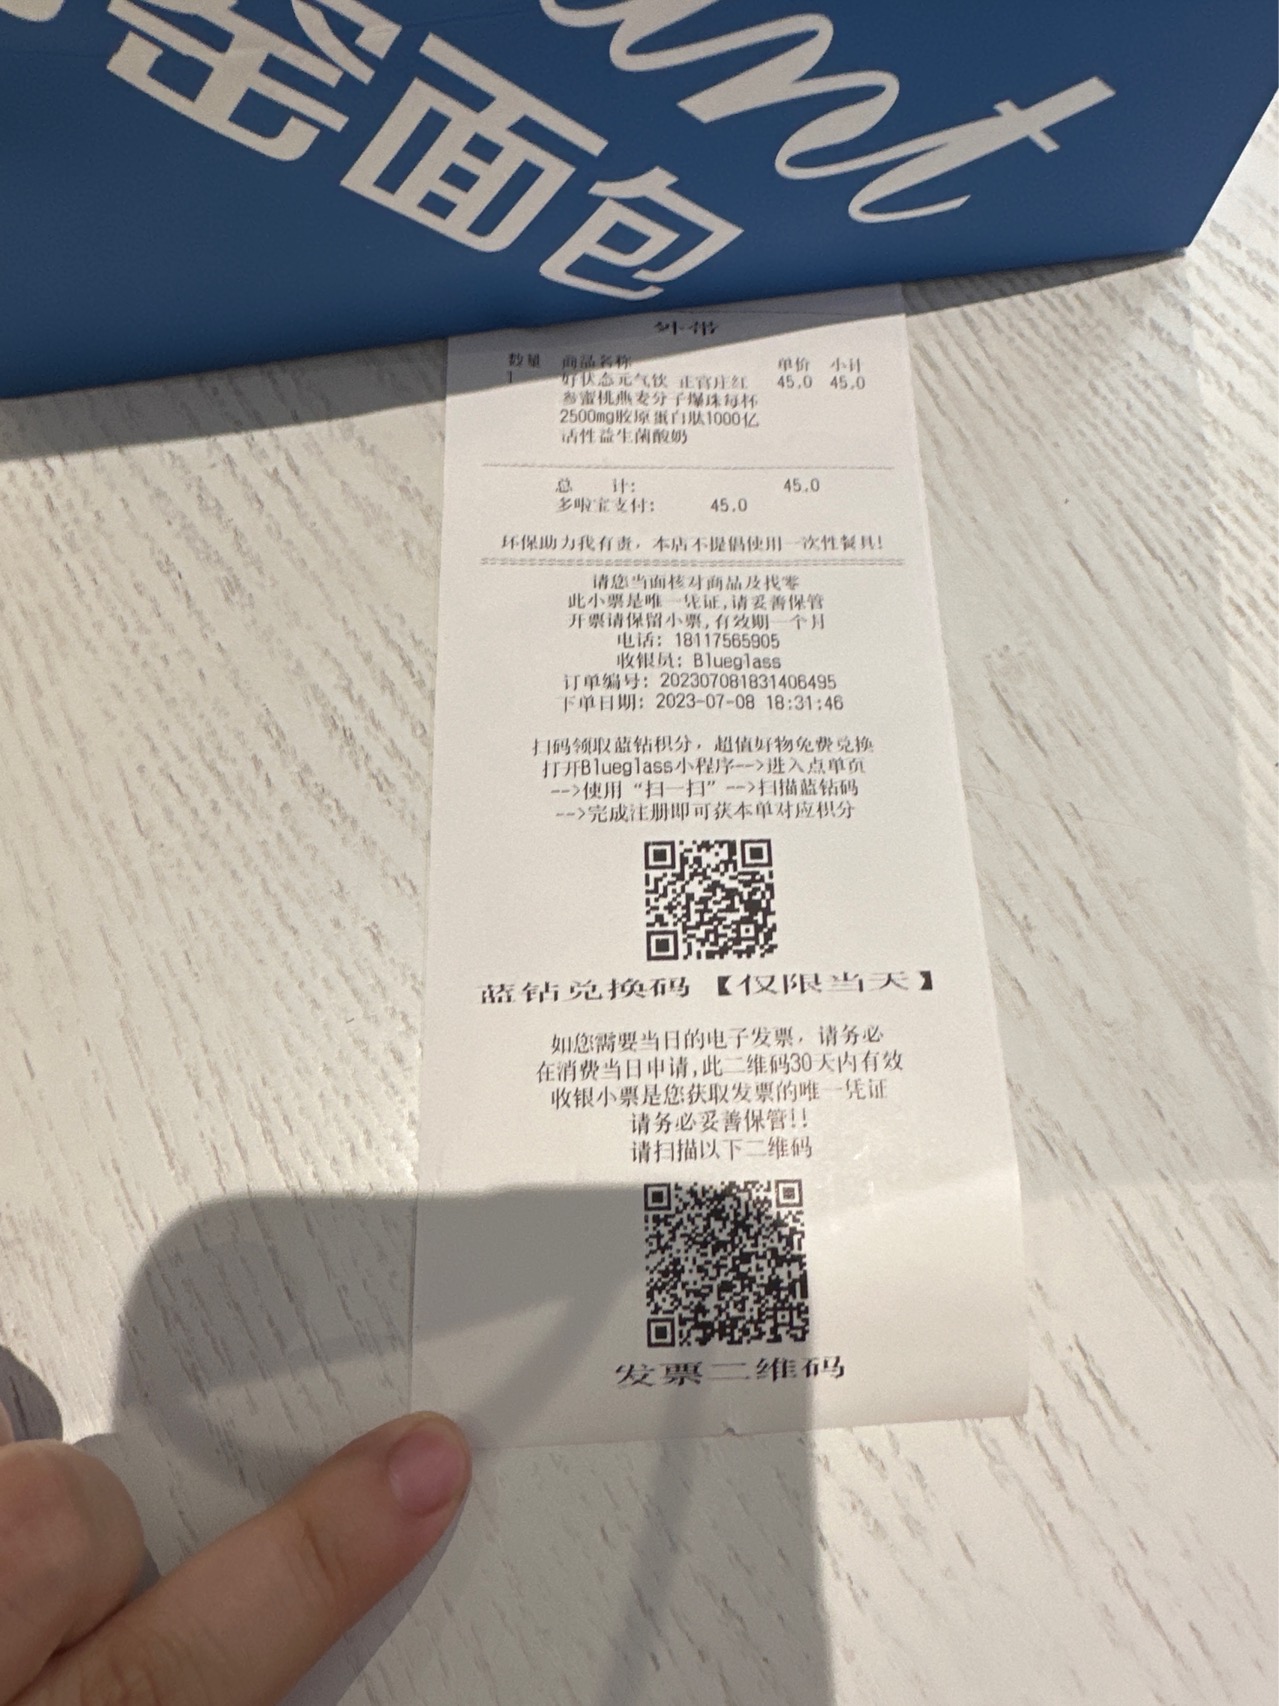 窑面包
外带
数量 商品名称 单价 小计
1 好状态元气饮 正官庄红 45.0 45.0
参蜜桃燕麦分子爆珠每杯
2500mg胶原蛋白肽1000亿
活性益生菌酸奶
总 计: 45.0
多啦宝支付: 45.0
环保助力我有责，本店不提倡使用一次性餐具!
请您当面核对商品及找零
此小票是唯一凭证,请妥善保管
开票请保留小票,有效期一个月
电话: 18117565905
收银员: Blueglass
订单编号: 202307081831406495
下单日期: 2023-07-08 18:31:46
扫码领取蓝钻积分，超值好物免费兑换
打开Blueglass小程序-->进入点单页
-->使用“扫一扫”-->扫描蓝钻码
-->完成注册即可获本单对应积分
蓝钻兑换码【仅限当天】
如您需要当日的电子发票，请务必
在消费当日申请,此二维码30天内有效
收银小票是您获取发票的唯一凭证
请务必妥善保管!!
请扫描以下二维码
发票二维码